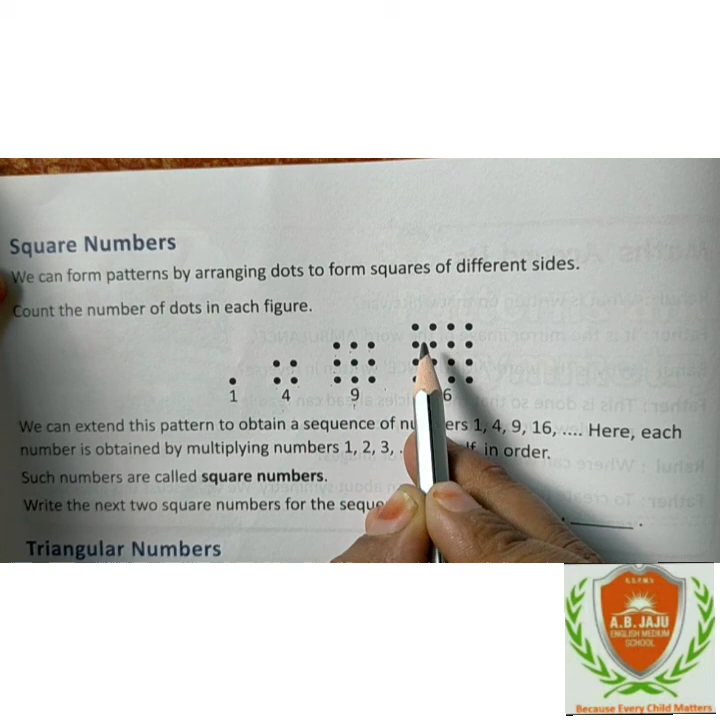 Square Numbers
We can form patterns by arranging dots to form squares of different sides.
Count the number of dots in each figure.
1 4 9 6
We can extend this pattern to obtain a sequence of nu ers 1, 4, 9, 16, .... Here, each
number is obtained by multiplying numbers 1, 2, 3, . in order.
Such numbers are called square numbers.
Write the next two square numbers for the seque
Triangular Numbers
A.B. JAJU
ENGLISH MEDIUM
SCHOOL
Because Every Child Matters